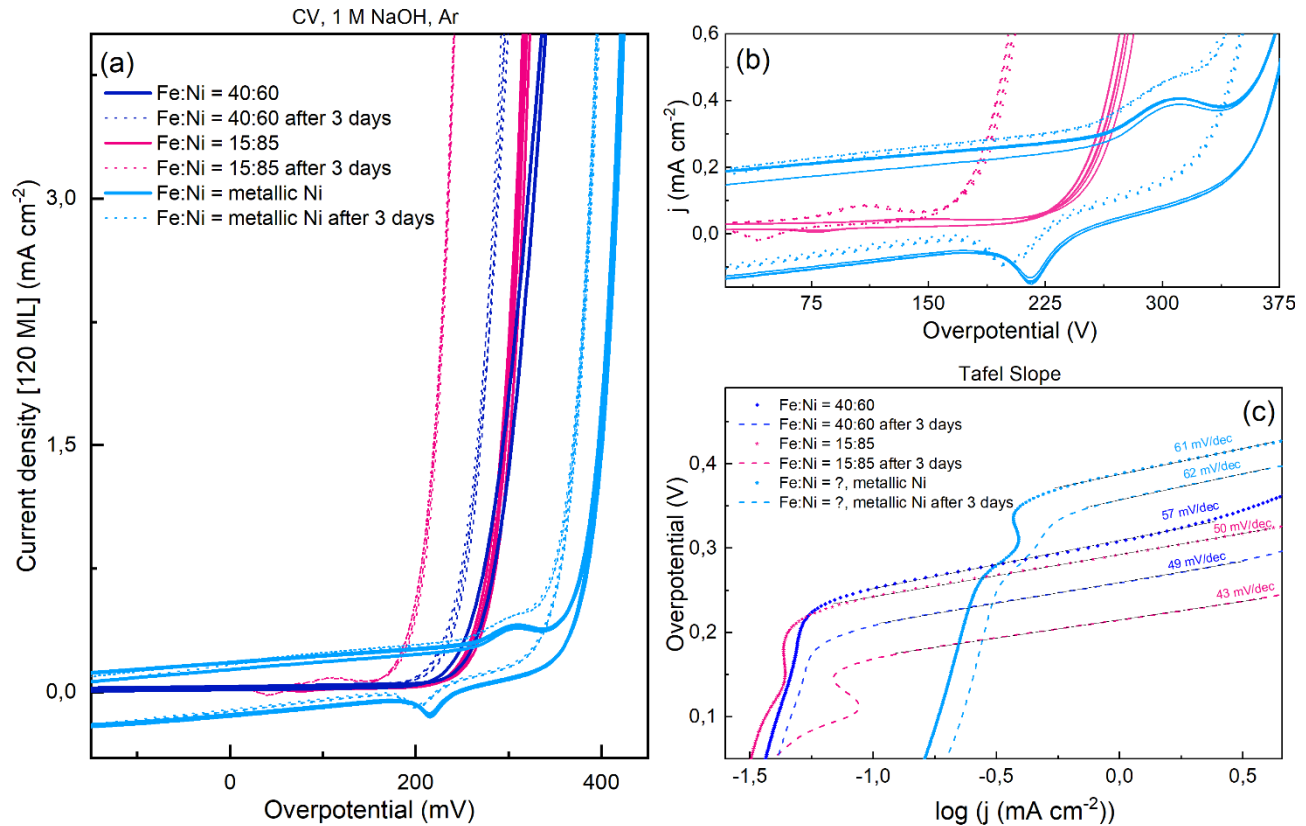 CV, 1 M NaOH, Ar
(a)
Fe:Ni = 40:60
Fe:Ni = 40:60 after 3 days
Fe:Ni = 15:85
Fe:Ni = 15:85 after 3 days
Fe:Ni = metallic Ni
Fe:Ni = metallic Ni after 3 days
Current density [120 ML] (mA cm-2)
3,0
1,5
0,0
0
200
400
Overpotential (mV)
(b)
j (mA cm-2)
0,6
0,4
0,2
0,0
75
150
225
300
375
Overpotential (V)
Tafel Slope
(c)
Fe:Ni = 40:60
Fe:Ni = 40:60 after 3 days
Fe:Ni = 15:85
Fe:Ni = 15:85 after 3 days
Fe:Ni = ?, metallic Ni
Fe:Ni = ?, metallic Ni after 3 days
61 mV/dec
62 mV/dec
57 mV/dec
50 mV/dec
49 mV/dec
43 mV/dec
Overpotential (V)
0,4
0,3
0,2
0,1
-1,5
-1,0
-0,5
0,0
0,5
log (j (mA cm-2))